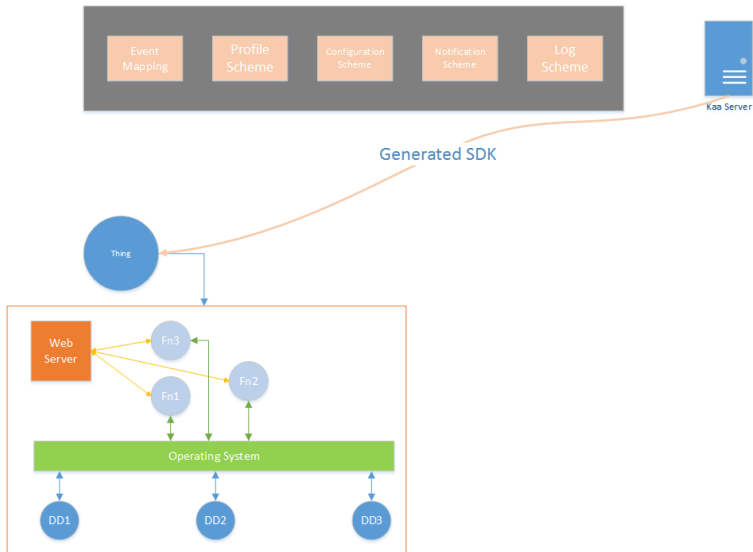 Event
Mapping
Profile
Scheme
Configuration
Scheme
Notification
Scheme
Log
Scheme
Kaa Server
Generated SDK
Thing
Web
Server
Fn3
Fn2
Fn1
Operating System
DD1
DD2
DD3